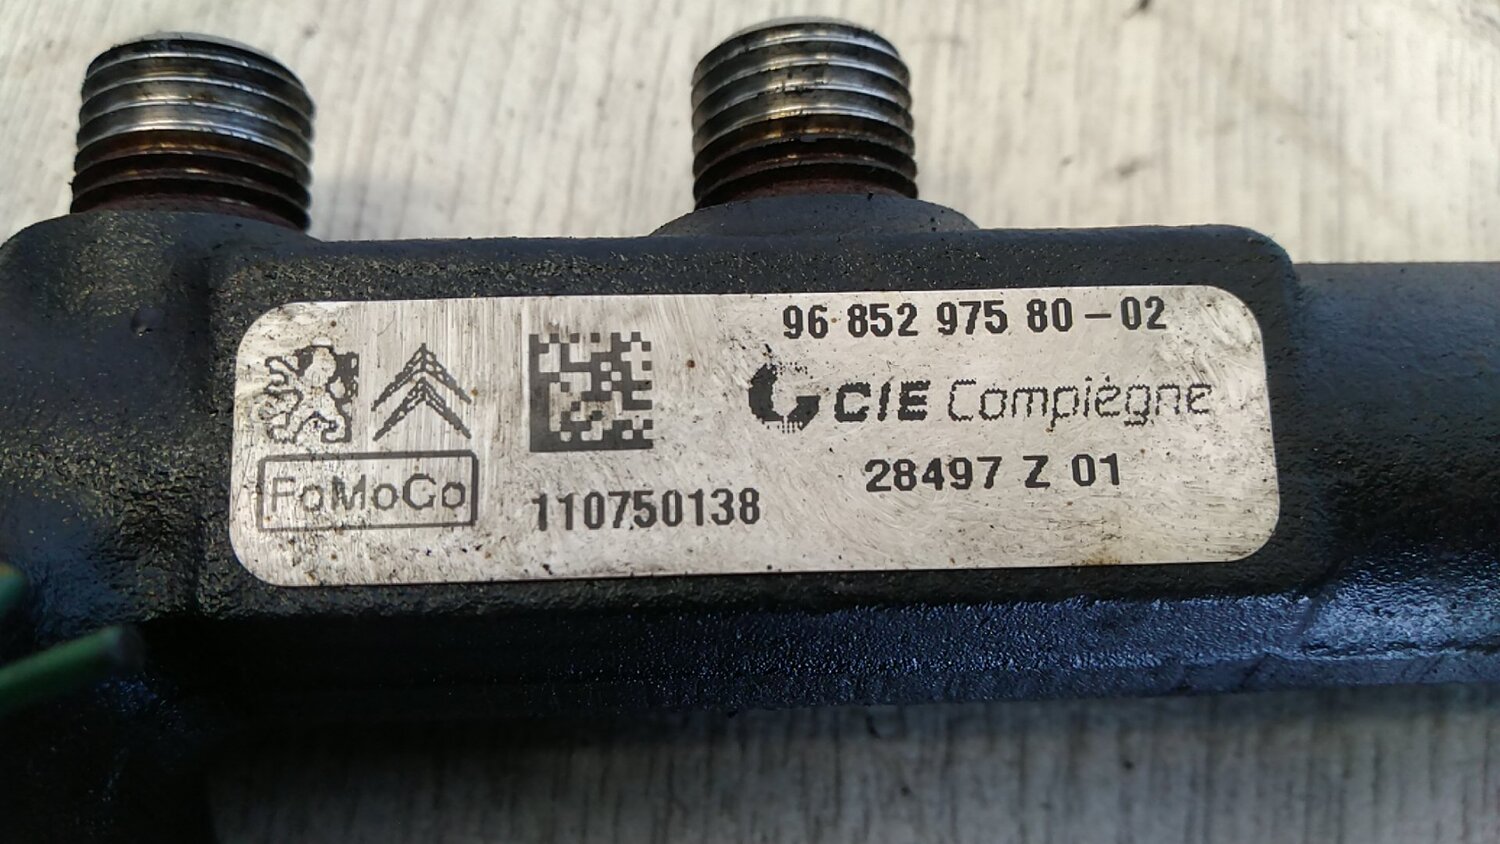 96 852 975 80-02
CIE Compiègne
28497 Z 01
FoMoCo
110750138